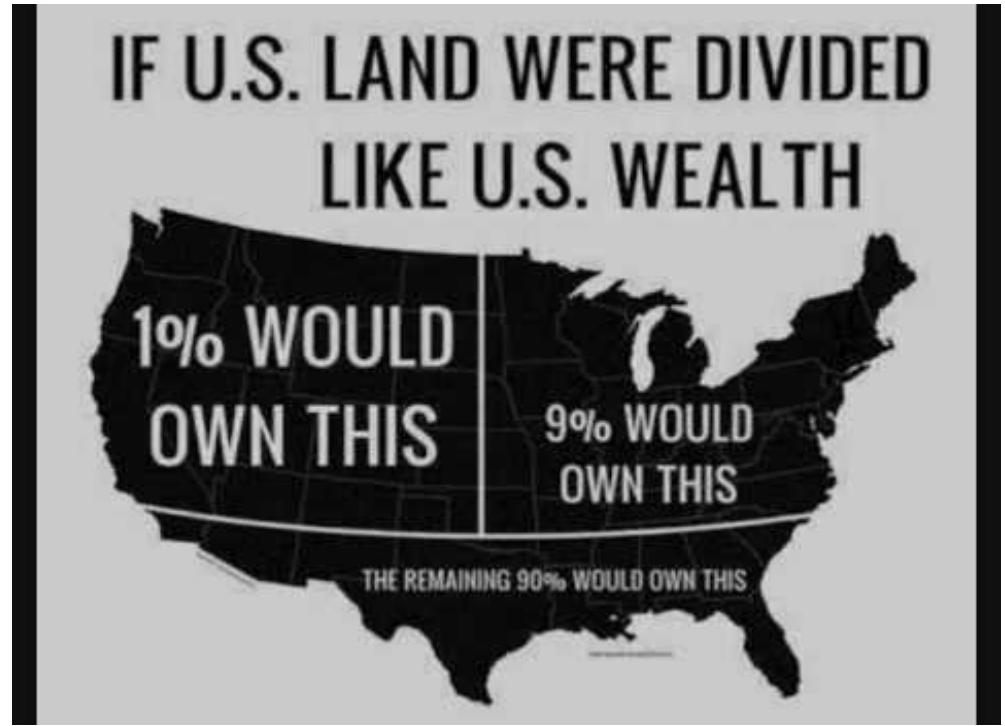 IF U.S. LAND WERE DIVIDED
LIKE U.S. WEALTH
1% WOULD
OWN THIS
9% WOULD
OWN THIS
THE REMAINING 90% WOULD OWN THIS